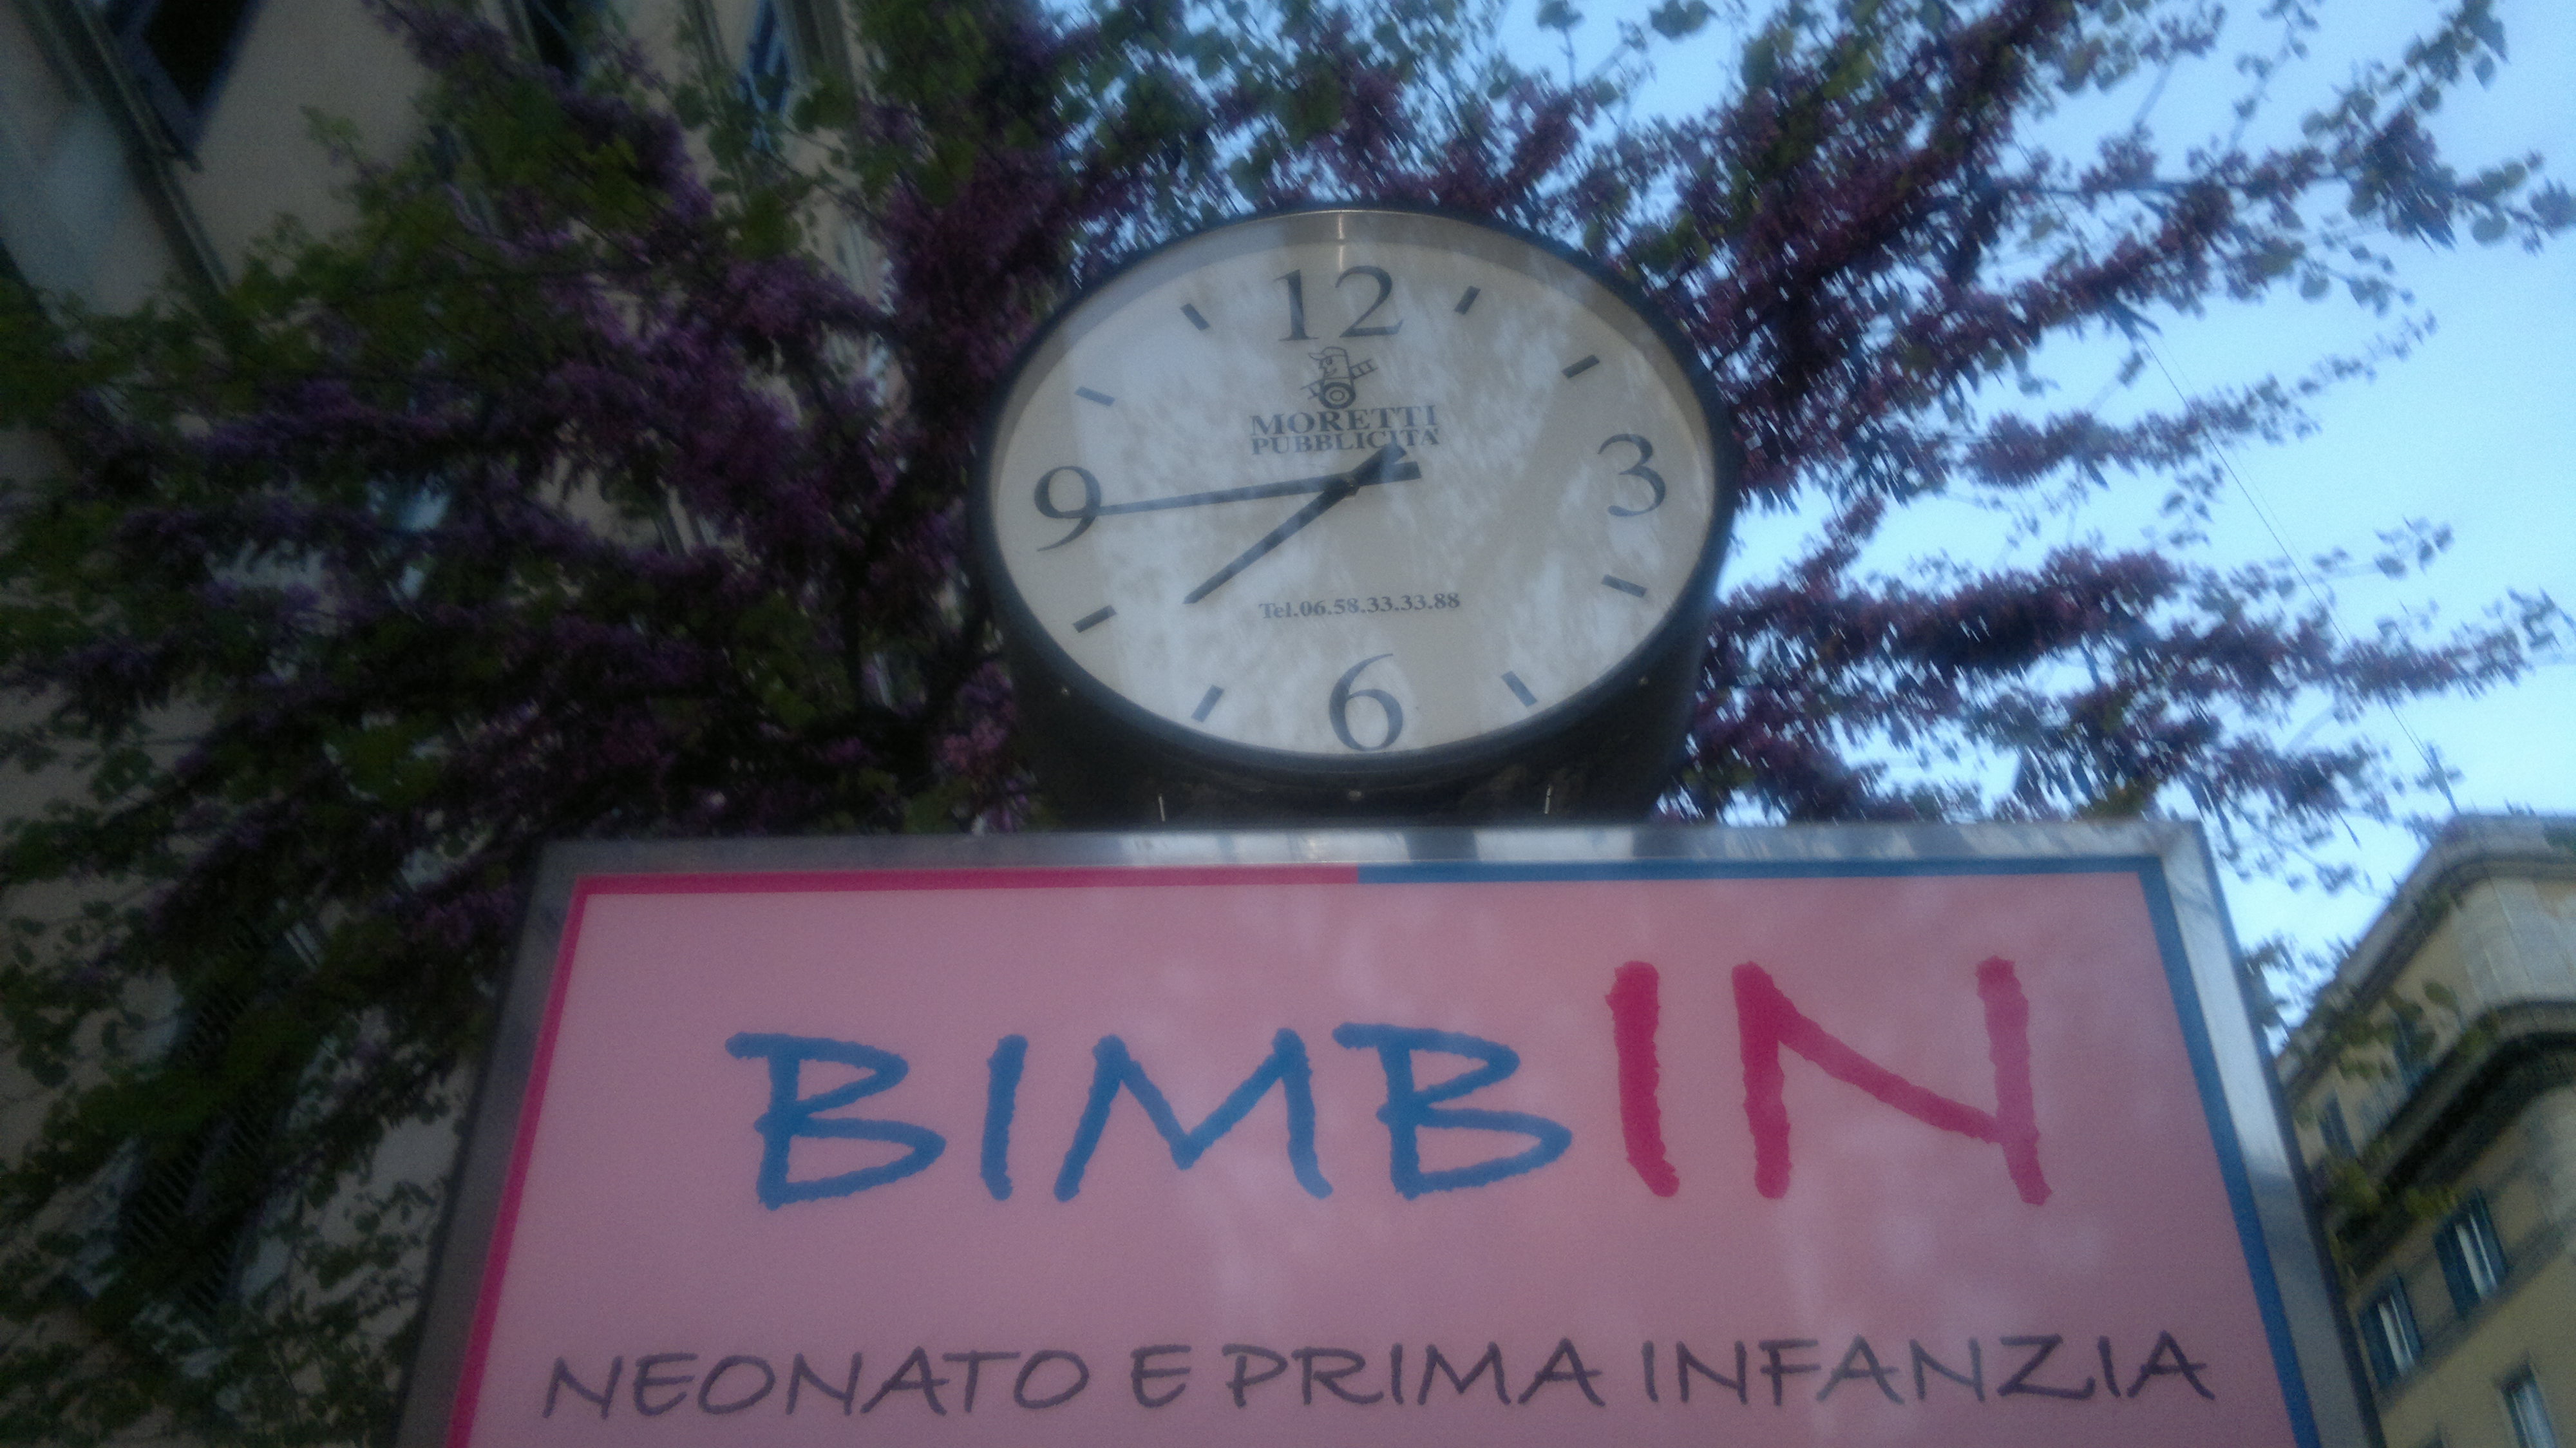 12
MORETTI
PUBBLICITA'
9
3
Tel.06.58.33.33.88
6
BIMBIN
NEONATO E PRIMA INFANZIA